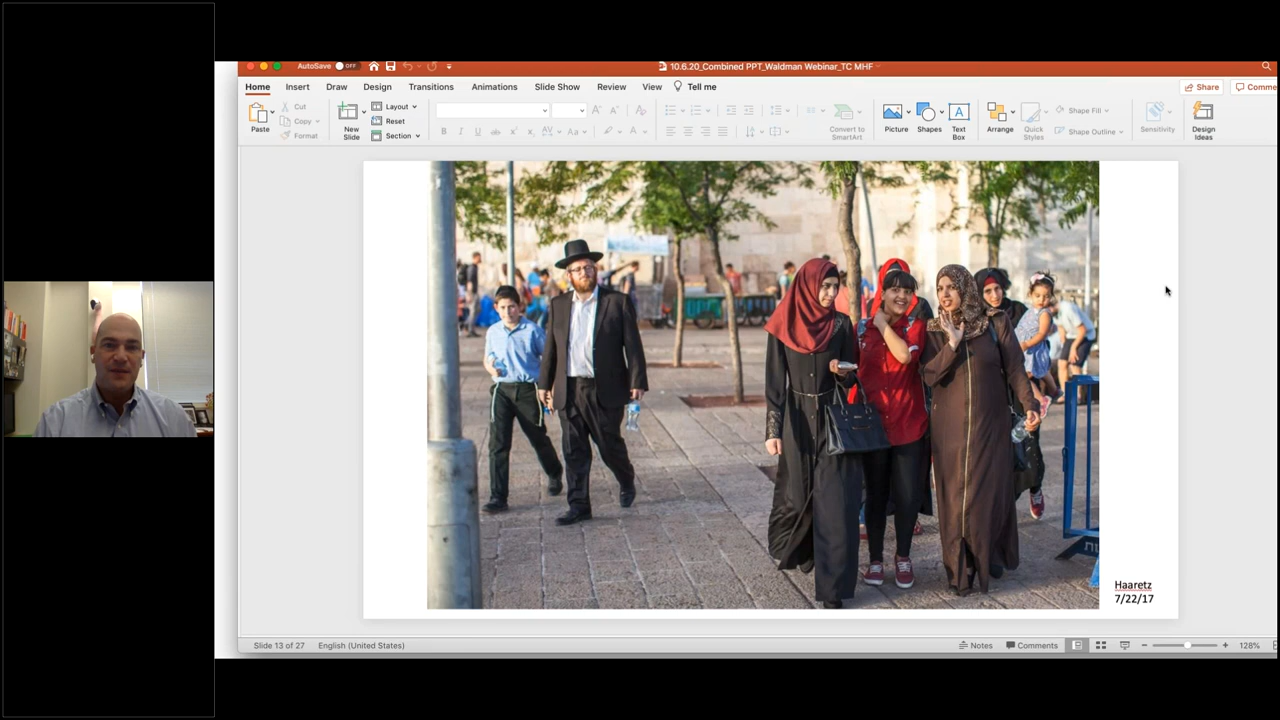 AutoSave OFF
10.6.20_Combined PPT_Waldman Webinar_TC MHF
Home Insert Draw Design Transitions Animations Slide Show Review View Tell me
Share Comme
Paste
Cut
Copy
Format
New Slide
Layout
Reset
Section
Convert to SmartArt
Picture
Shapes
Text Box
Arrange
Quick Styles
Shape Fill
Shape Outline
Sensitivity
Design Ideas
Haaretz
7/22/17
Slide 13 of 27 English (United States)
Notes Comments 128%